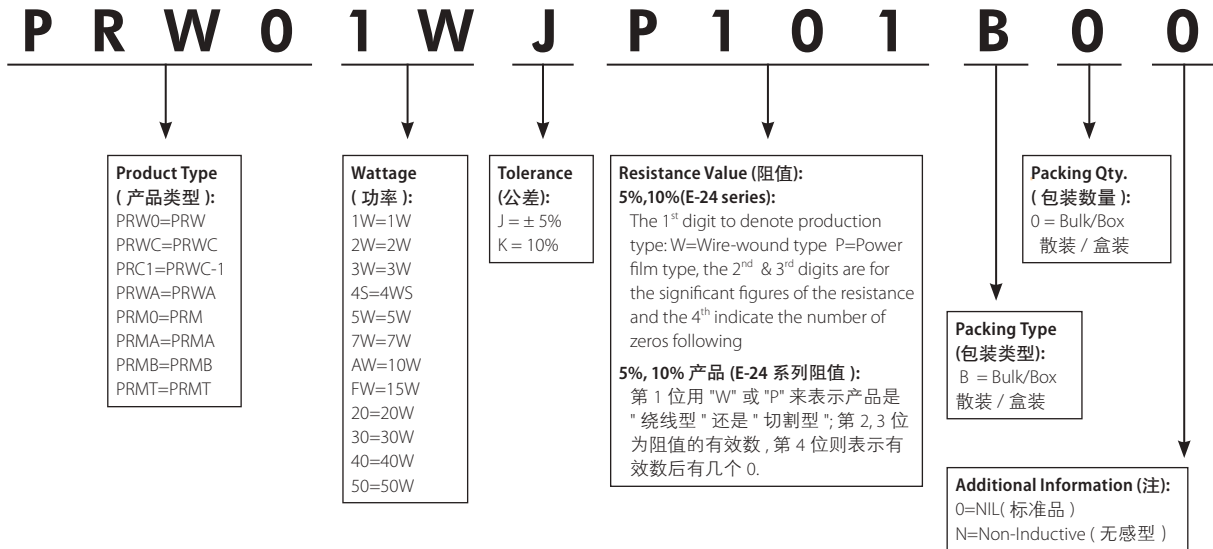 P R W 0 1 W J P 1 0 1 B 0 0
Product Type
( 产品类型 ):
PRW0=PRW
PRWC=PRWC
PRC1=PRWC-1
PRWA=PRWA
PRM0=PRM
PRMA=PRMA
PRMB=PRMB
PRMT=PRMT
Wattage
( 功率 ):
1W=1W
2W=2W
3W=3W
4S=4WS
5W=5W
7W=7W
AW=10W
FW=15W
20=20W
30=30W
40=40W
50=50W
Tolerance
(公差):
J = ± 5%
K = 10%
Resistance Value (阻值):
5%,10%(E-24 series):
The 1st digit to denote production
type: W=Wire-wound type P=Power
film type, the 2nd & 3rd digits are for
the significant figures of the resistance
and the 4th indicate the number of
zeros following
5%, 10% 产品 (E-24 系列阻值 ):
第 1 位用 "W" 或 "P" 来表示产品是
" 绕线型 " 还是 " 切割型 "; 第 2, 3 位
为阻值的有效数 , 第 4 位则表示有
效数后有几个 0.
Packing Qty.
( 包装数量 ):
0 = Bulk/Box
散装 / 盒装
Packing Type
(包装类型):
B = Bulk/Box
散装 / 盒装
Additional Information (注):
0=NIL( 标准品 )
N=Non-Inductive ( 无感型 )